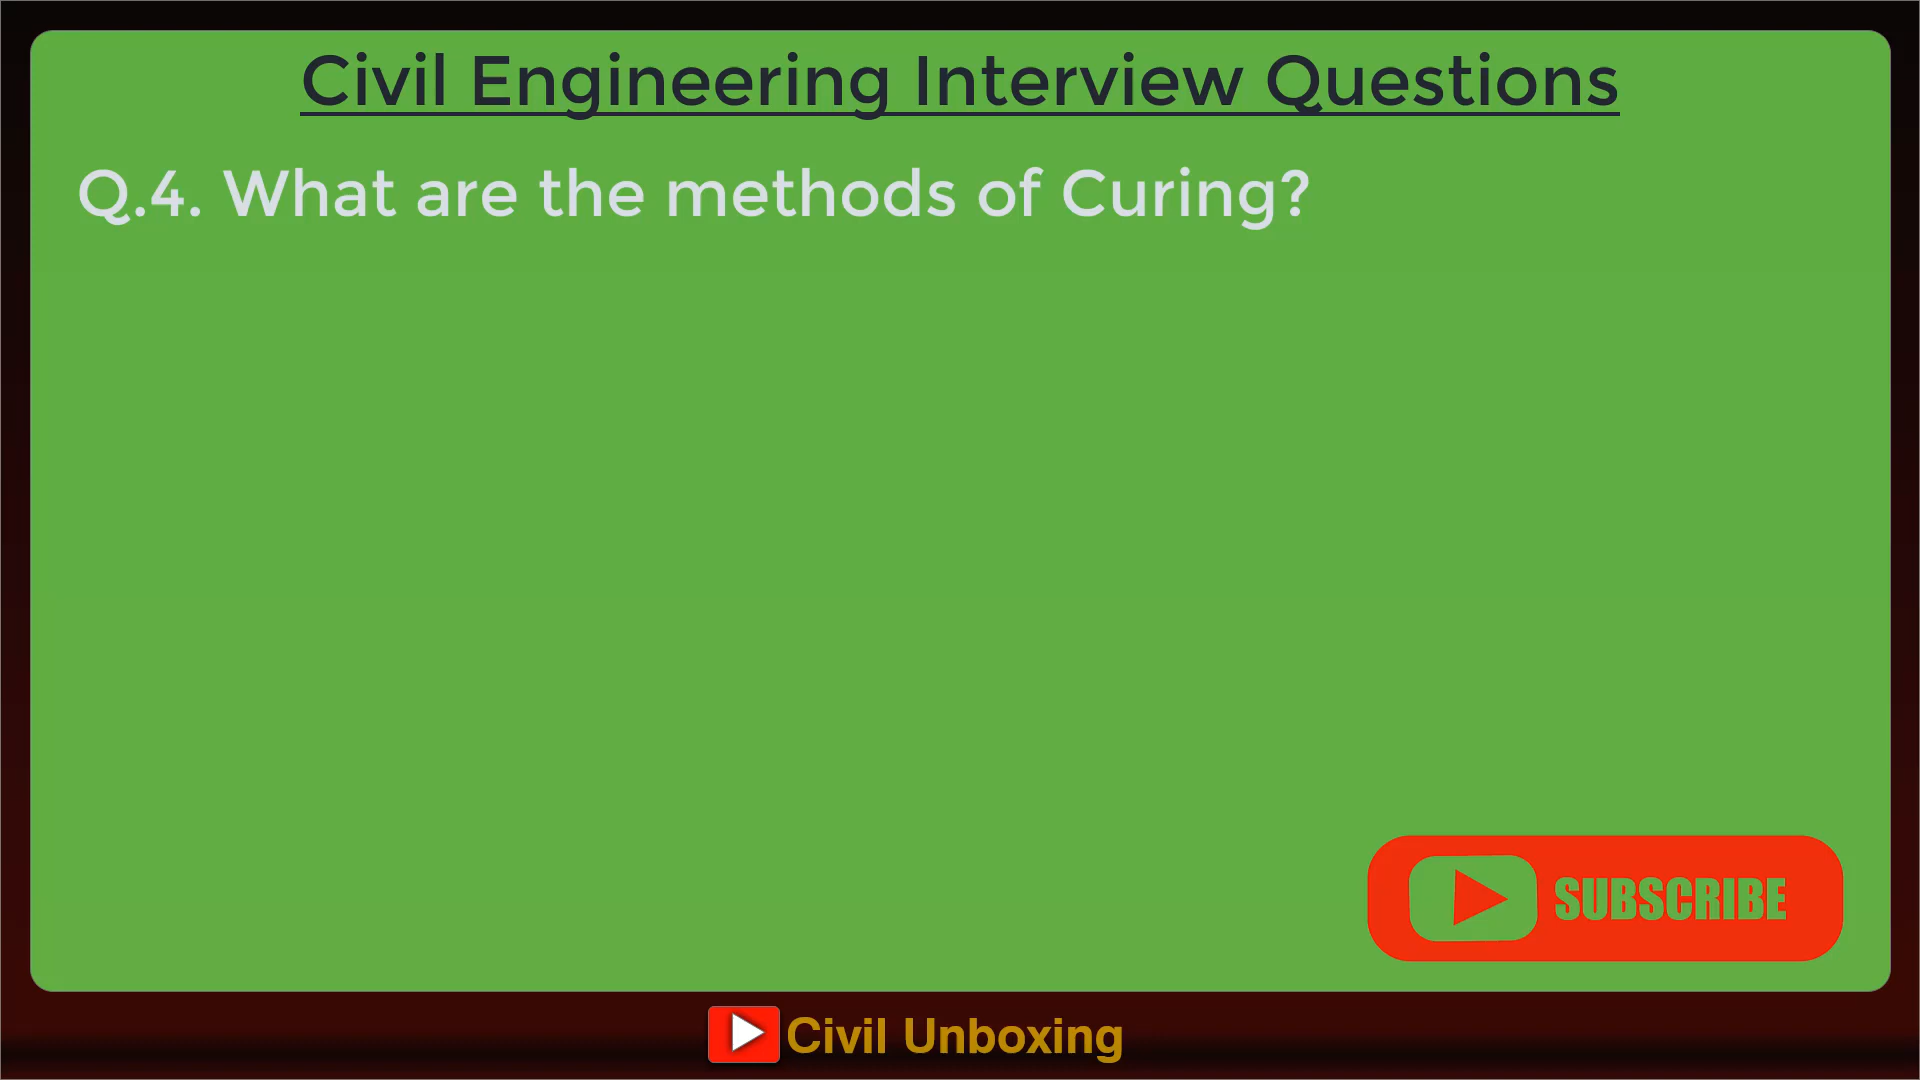 Civil Engineering Interview Questions
Q.4. What are the methods of Curing?
SUBSCRIBE
Civil Unboxing